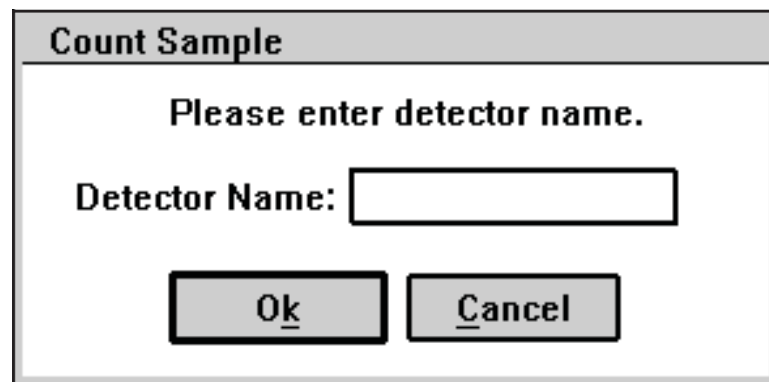 Count Sample
Please enter detector name.
Detector Name:
Ok
Cancel